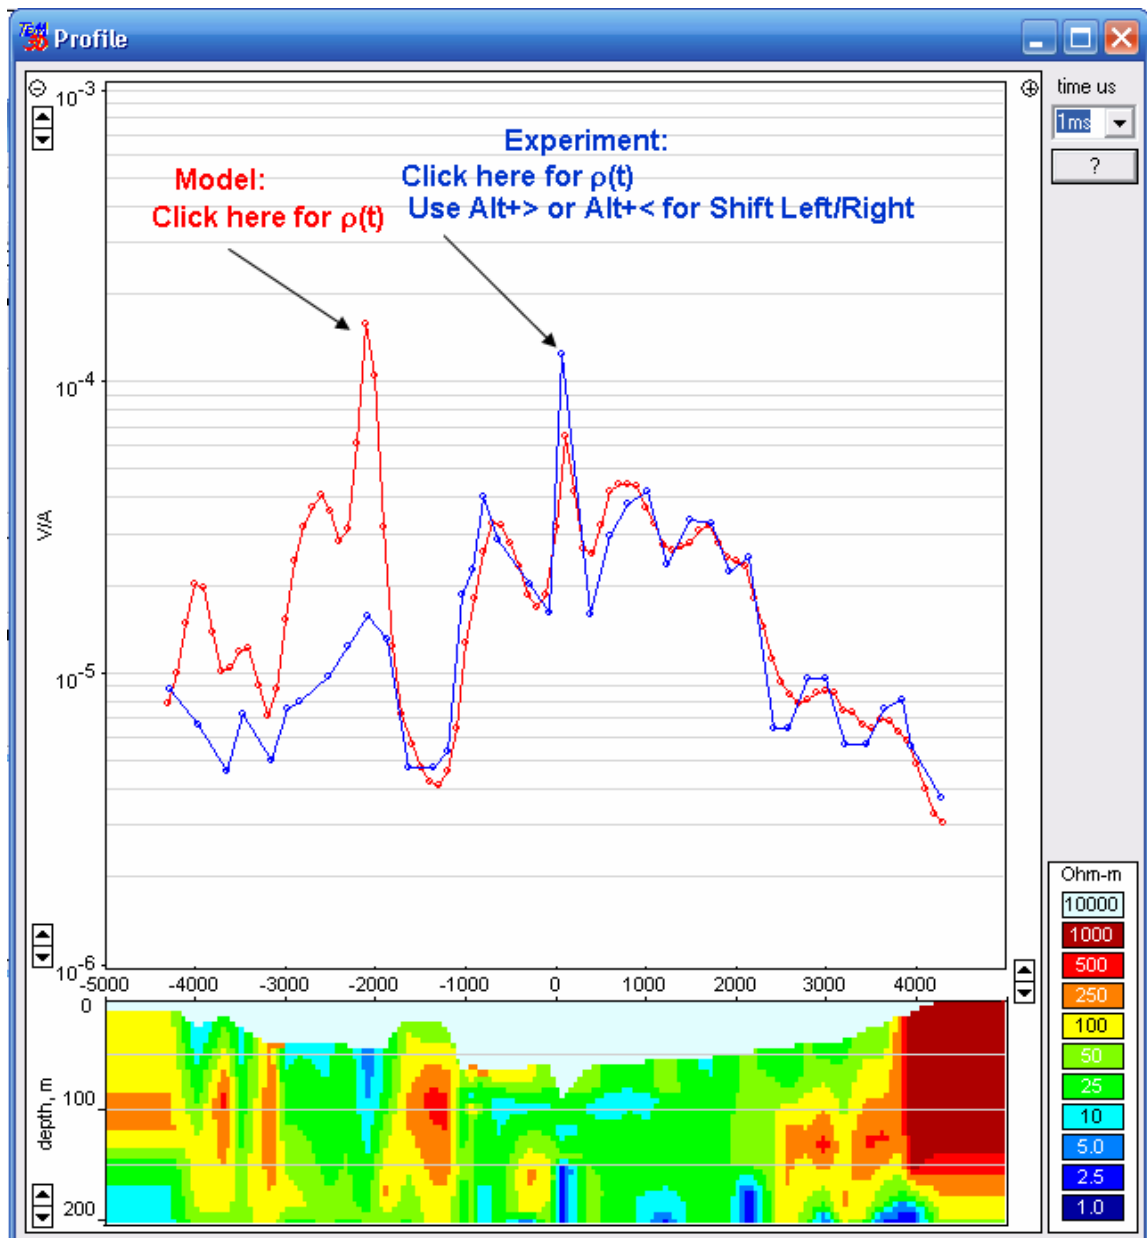 TEM 3D Profile
time us
1ms
?
10-3
Experiment:
Click here for ρ(t)
Use Alt+> or Alt+< for Shift Left/Right
Model:
Click here for ρ(t)
10-4
V/A
10-5
10-6
-5000 -4000 -3000 -2000 -1000 0 1000 2000 3000 4000
0
100
200
depth, m
Ohm-m
10000
1000
500
250
100
50
25
10
5.0
2.5
1.0